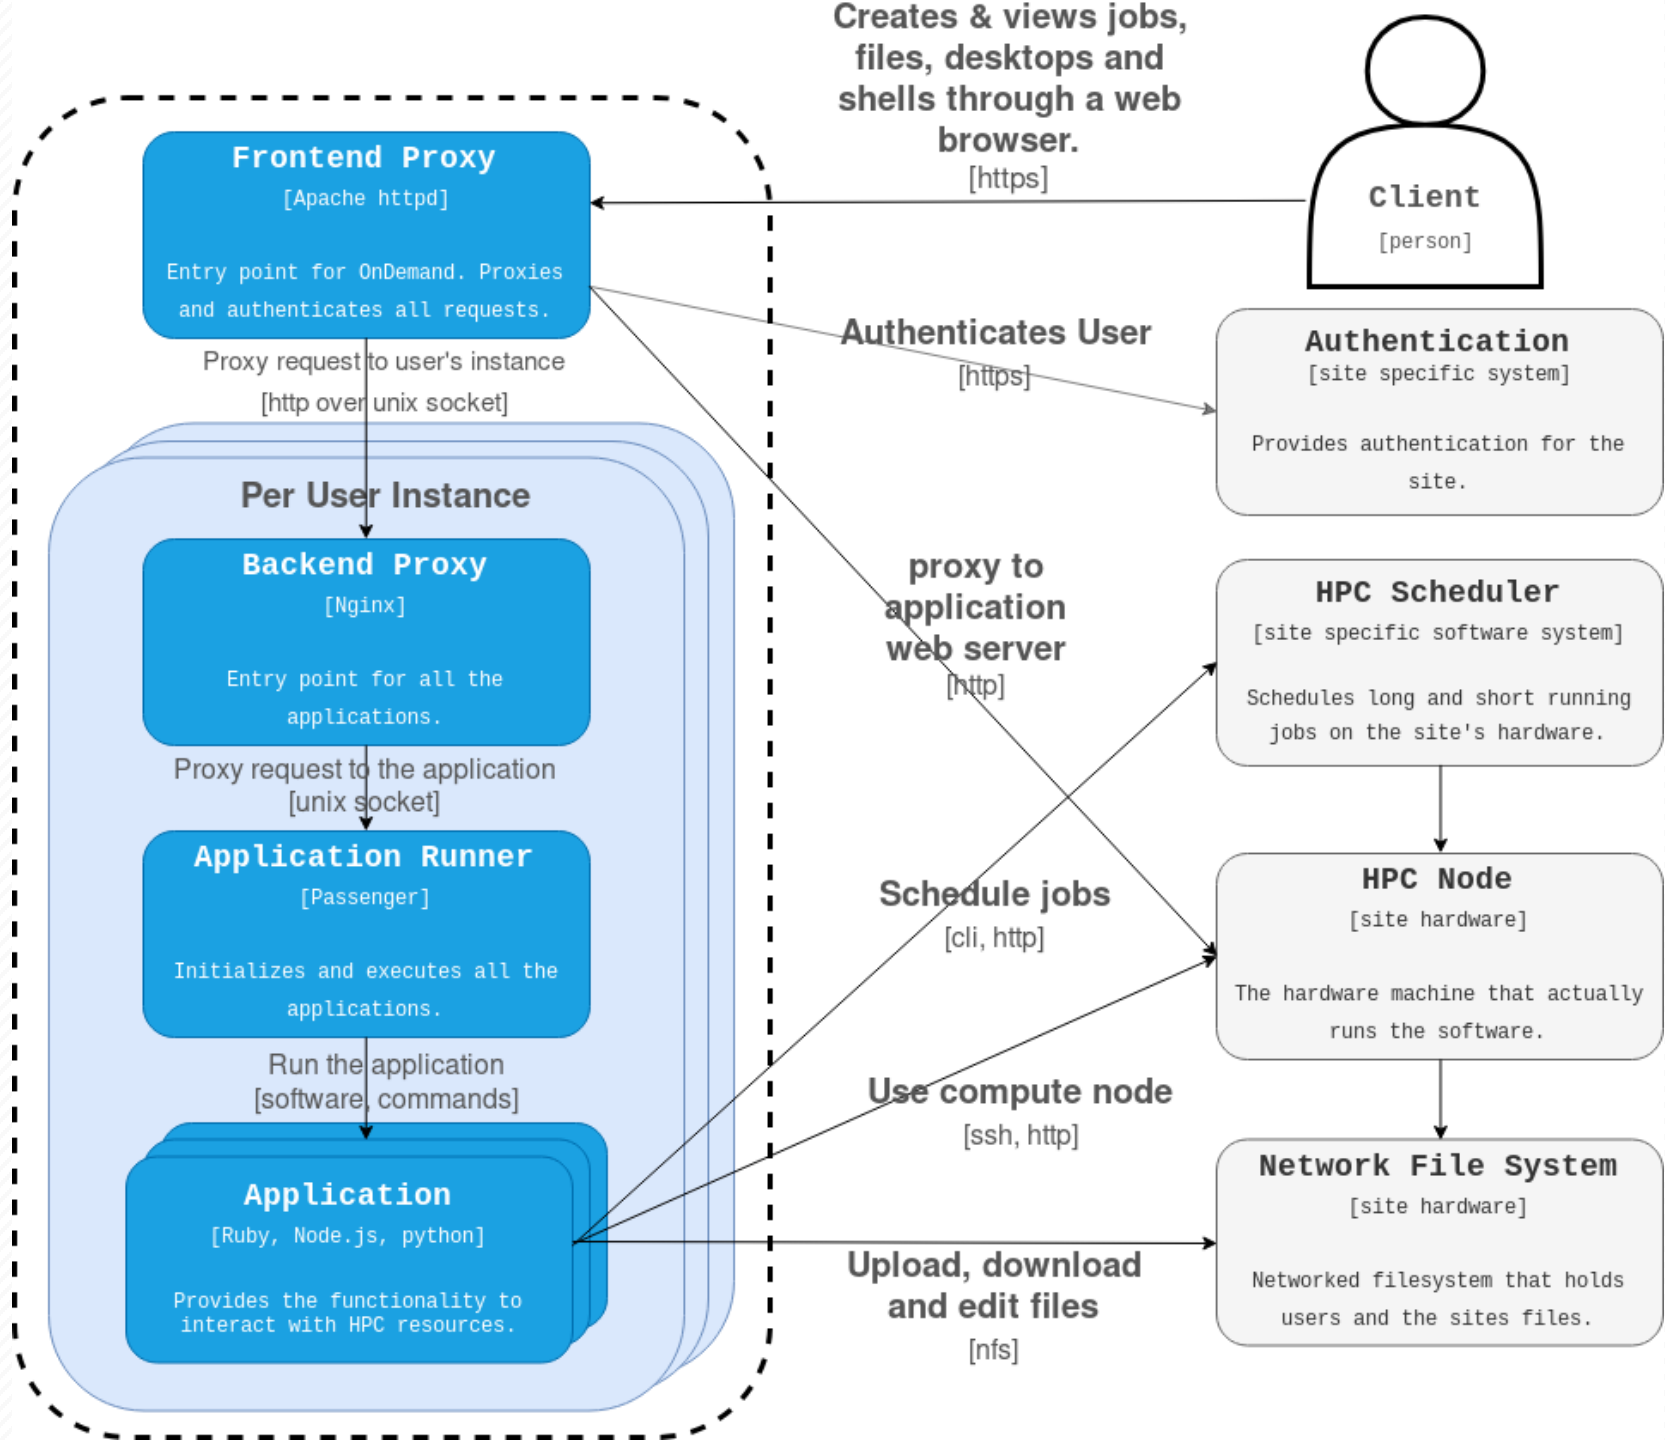 Creates & views jobs,
files, desktops and
shells through a web
browser.
[https]
Client
[person]
Frontend Proxy
[Apache httpd]
Entry point for OnDemand. Proxies
and authenticates all requests.
Proxy request to user's instance
[http over unix socket]
Authenticates User
[https]
Authentication
[site specific system]
Provides authentication for the
site.
Per User Instance
Backend Proxy
[Nginx]
Entry point for all the
applications.
Proxy request to the application
[unix socket]
proxy to
application
web server
[http]
HPC Scheduler
[site specific software system]
Schedules long and short running
jobs on the site's hardware.
Application Runner
[Passenger]
Initializes and executes all the
applications.
Run the application
[software, commands]
Schedule jobs
[cli, http]
HPC Node
[site hardware]
The hardware machine that actually
runs the software.
Use compute node
[ssh, http]
Application
[Ruby, Node.js, python]
Provides the functionality to
interact with HPC resources.
Upload, download
and edit files
[nfs]
Network File System
[site hardware]
Networked filesystem that holds
users and the sites files.